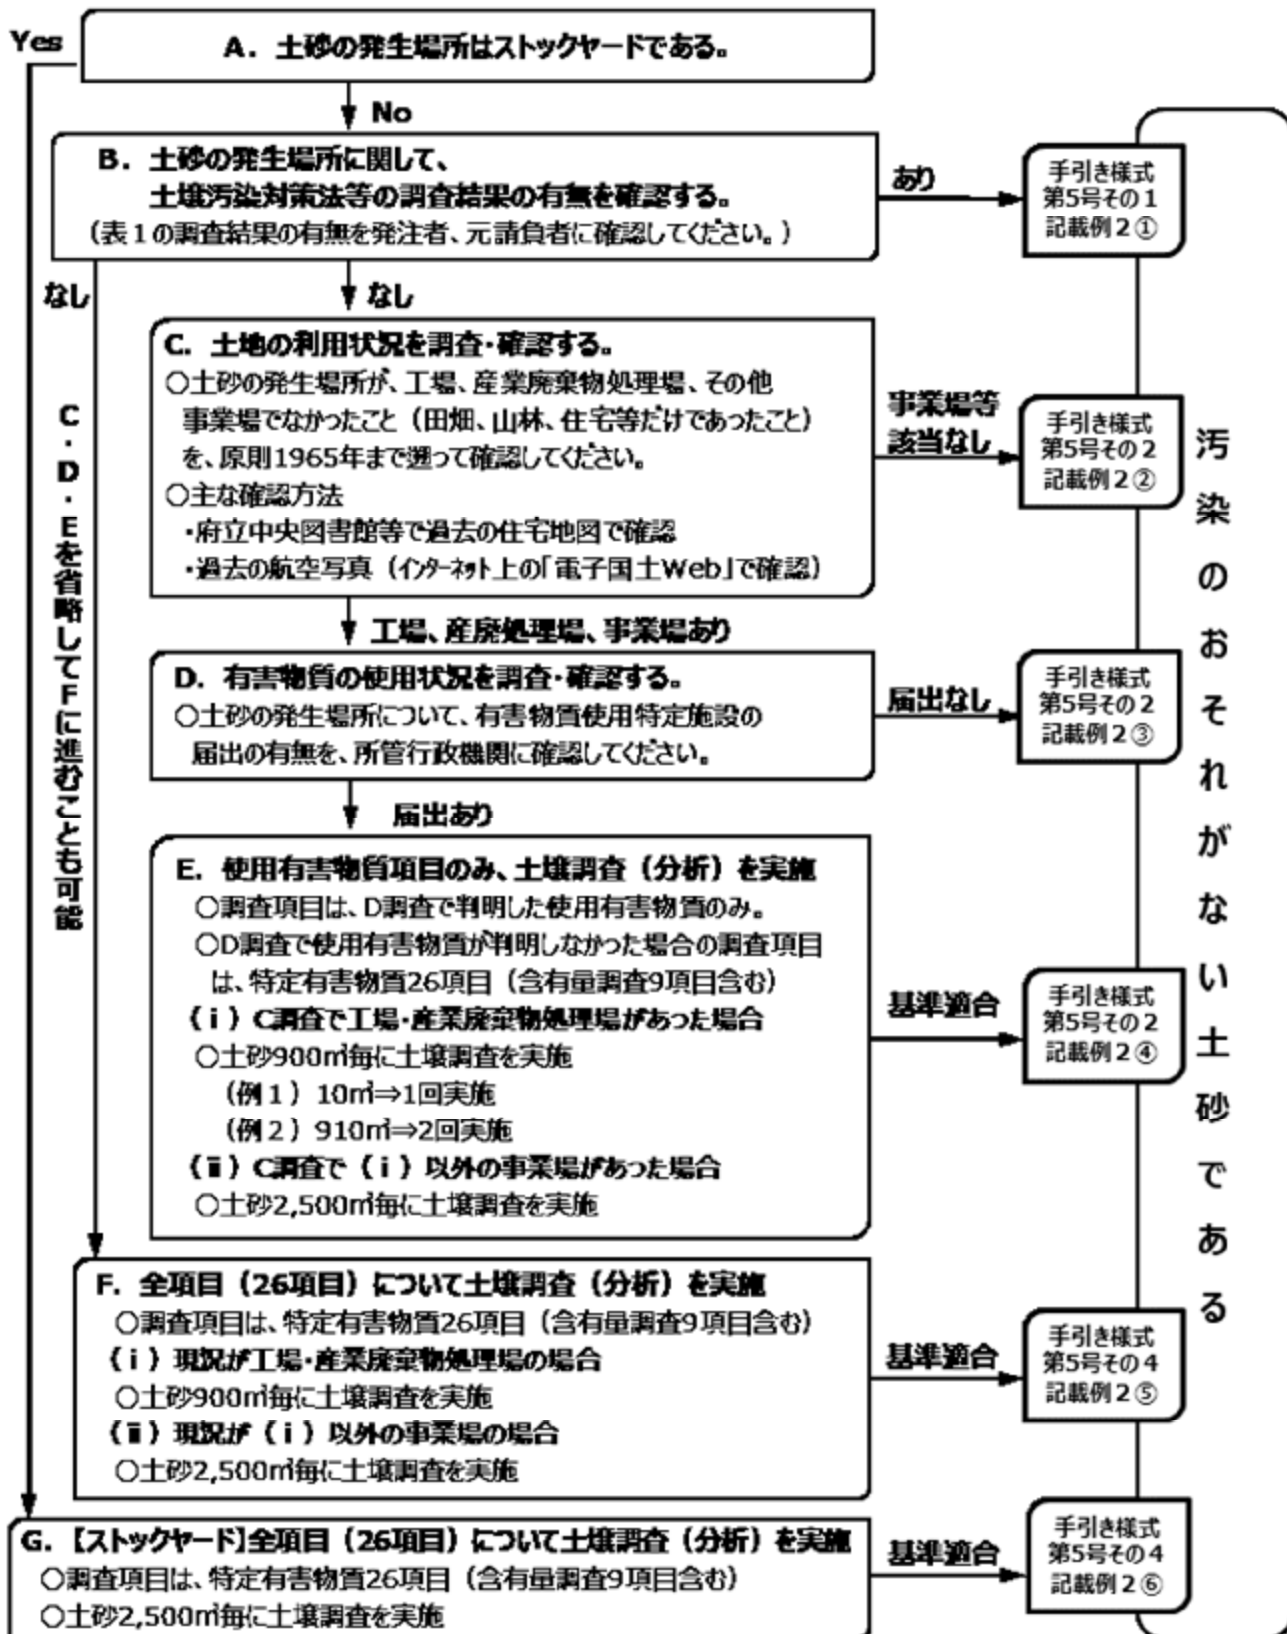 Yes
A. 土砂の発生場所はストックヤードである。
No
B. 土砂の発生場所に関して、
土壌汚染対策法等の調査結果の有無を確認する。
(表1の調査結果の有無を発注者、元請負者に確認してください。)
あり
手引き様式
第5号その1
記載例2①
なし
なし
C・D・Eを省略してFに進むことも可能
C. 土地の利用状況を調査・確認する。
○土砂の発生場所が、工場、産業廃棄物処理場、その他
事業場でなかったこと(田畑、山林、住宅等だけであったこと)
を、原則1965年まで遡って確認してください。
○主な確認方法
・府立中央図書館等で過去の住宅地図で確認
・過去の航空写真(インターネット上の「電子国土Web」で確認)
事業場等
該当なし
手引き様式
第5号その2
記載例2②
工場、産廃処理場、事業場あり
D. 有害物質の使用状況を調査・確認する。
○土砂の発生場所について、有害物質使用特定施設の
届出の有無を、所管行政機関に確認してください。
届出なし
手引き様式
第5号その2
記載例2③
届出あり
E. 使用有害物質項目のみ、土壌調査(分析)を実施
○調査項目は、D調査で判明した使用有害物質のみ。
○D調査で使用有害物質が判明しなかった場合の調査項目
は、特定有害物質26項目(含有量調査9項目含む)
(ⅰ)C調査で工場・産業廃棄物処理場があった場合
○土砂900㎥毎に土壌調査を実施
(例1)10㎥⇒1回実施
(例2)910㎥⇒2回実施
(ⅱ)C調査で(ⅰ)以外の事業場があった場合
○土砂2,500㎥毎に土壌調査を実施
基準適合
手引き様式
第5号その2
記載例2④
F. 全項目(26項目)について土壌調査(分析)を実施
○調査項目は、特定有害物質26項目(含有量調査9項目含む)
(ⅰ)現況が工場・産業廃棄物処理場の場合
○土砂900㎥毎に土壌調査を実施
(ⅱ)現況が(ⅰ)以外の事業場の場合
○土砂2,500㎥毎に土壌調査を実施
基準適合
手引き様式
第5号その4
記載例2⑤
G.【ストックヤード】全項目(26項目)について土壌調査(分析)を実施
○調査項目は、特定有害物質26項目(含有量調査9項目含む)
○土砂2,500㎥毎に土壌調査を実施
基準適合
手引き様式
第5号その4
記載例2⑥
汚染のおそれがない土砂である